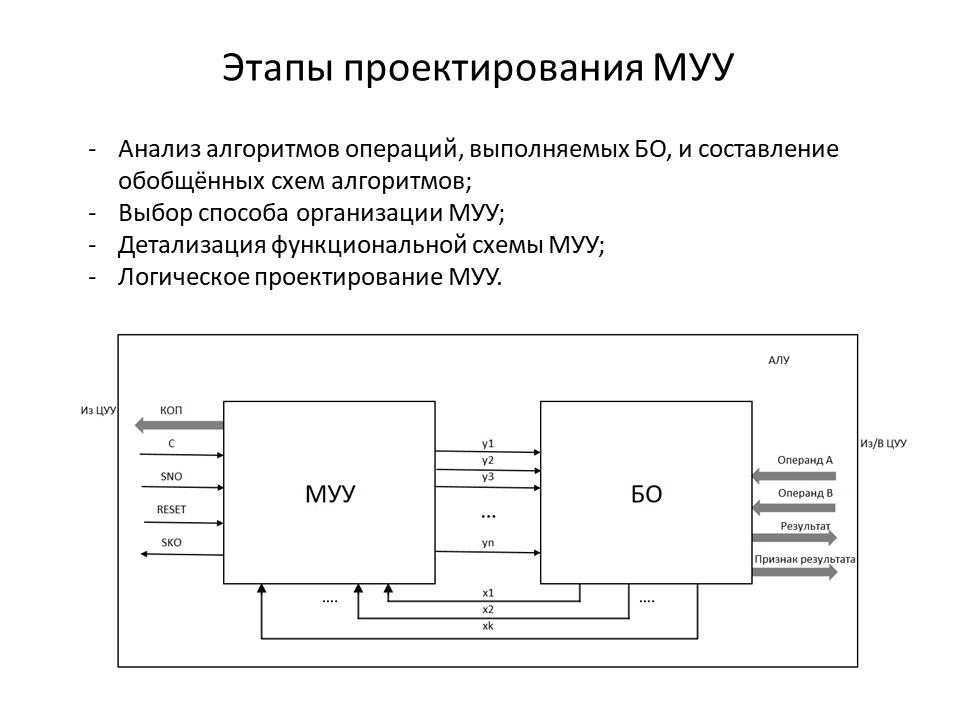 Этапы проектирования МУУ
- Анализ алгоритмов операций, выполняемых БО, и составление
обобщённых схем алгоритмов;
- Выбор способа организации МУУ;
- Детализация функциональной схемы МУУ;
- Логическое проектирование МУУ.
АЛУ
Из ЦУУ
КОП
C
SNO
RESET
SKO
МУУ
y1
y2
y3
...
yn
БО
Из/В ЦУУ
Операнд А
Операнд В
Результат
Признак результата
....
x1
x2
xk
....